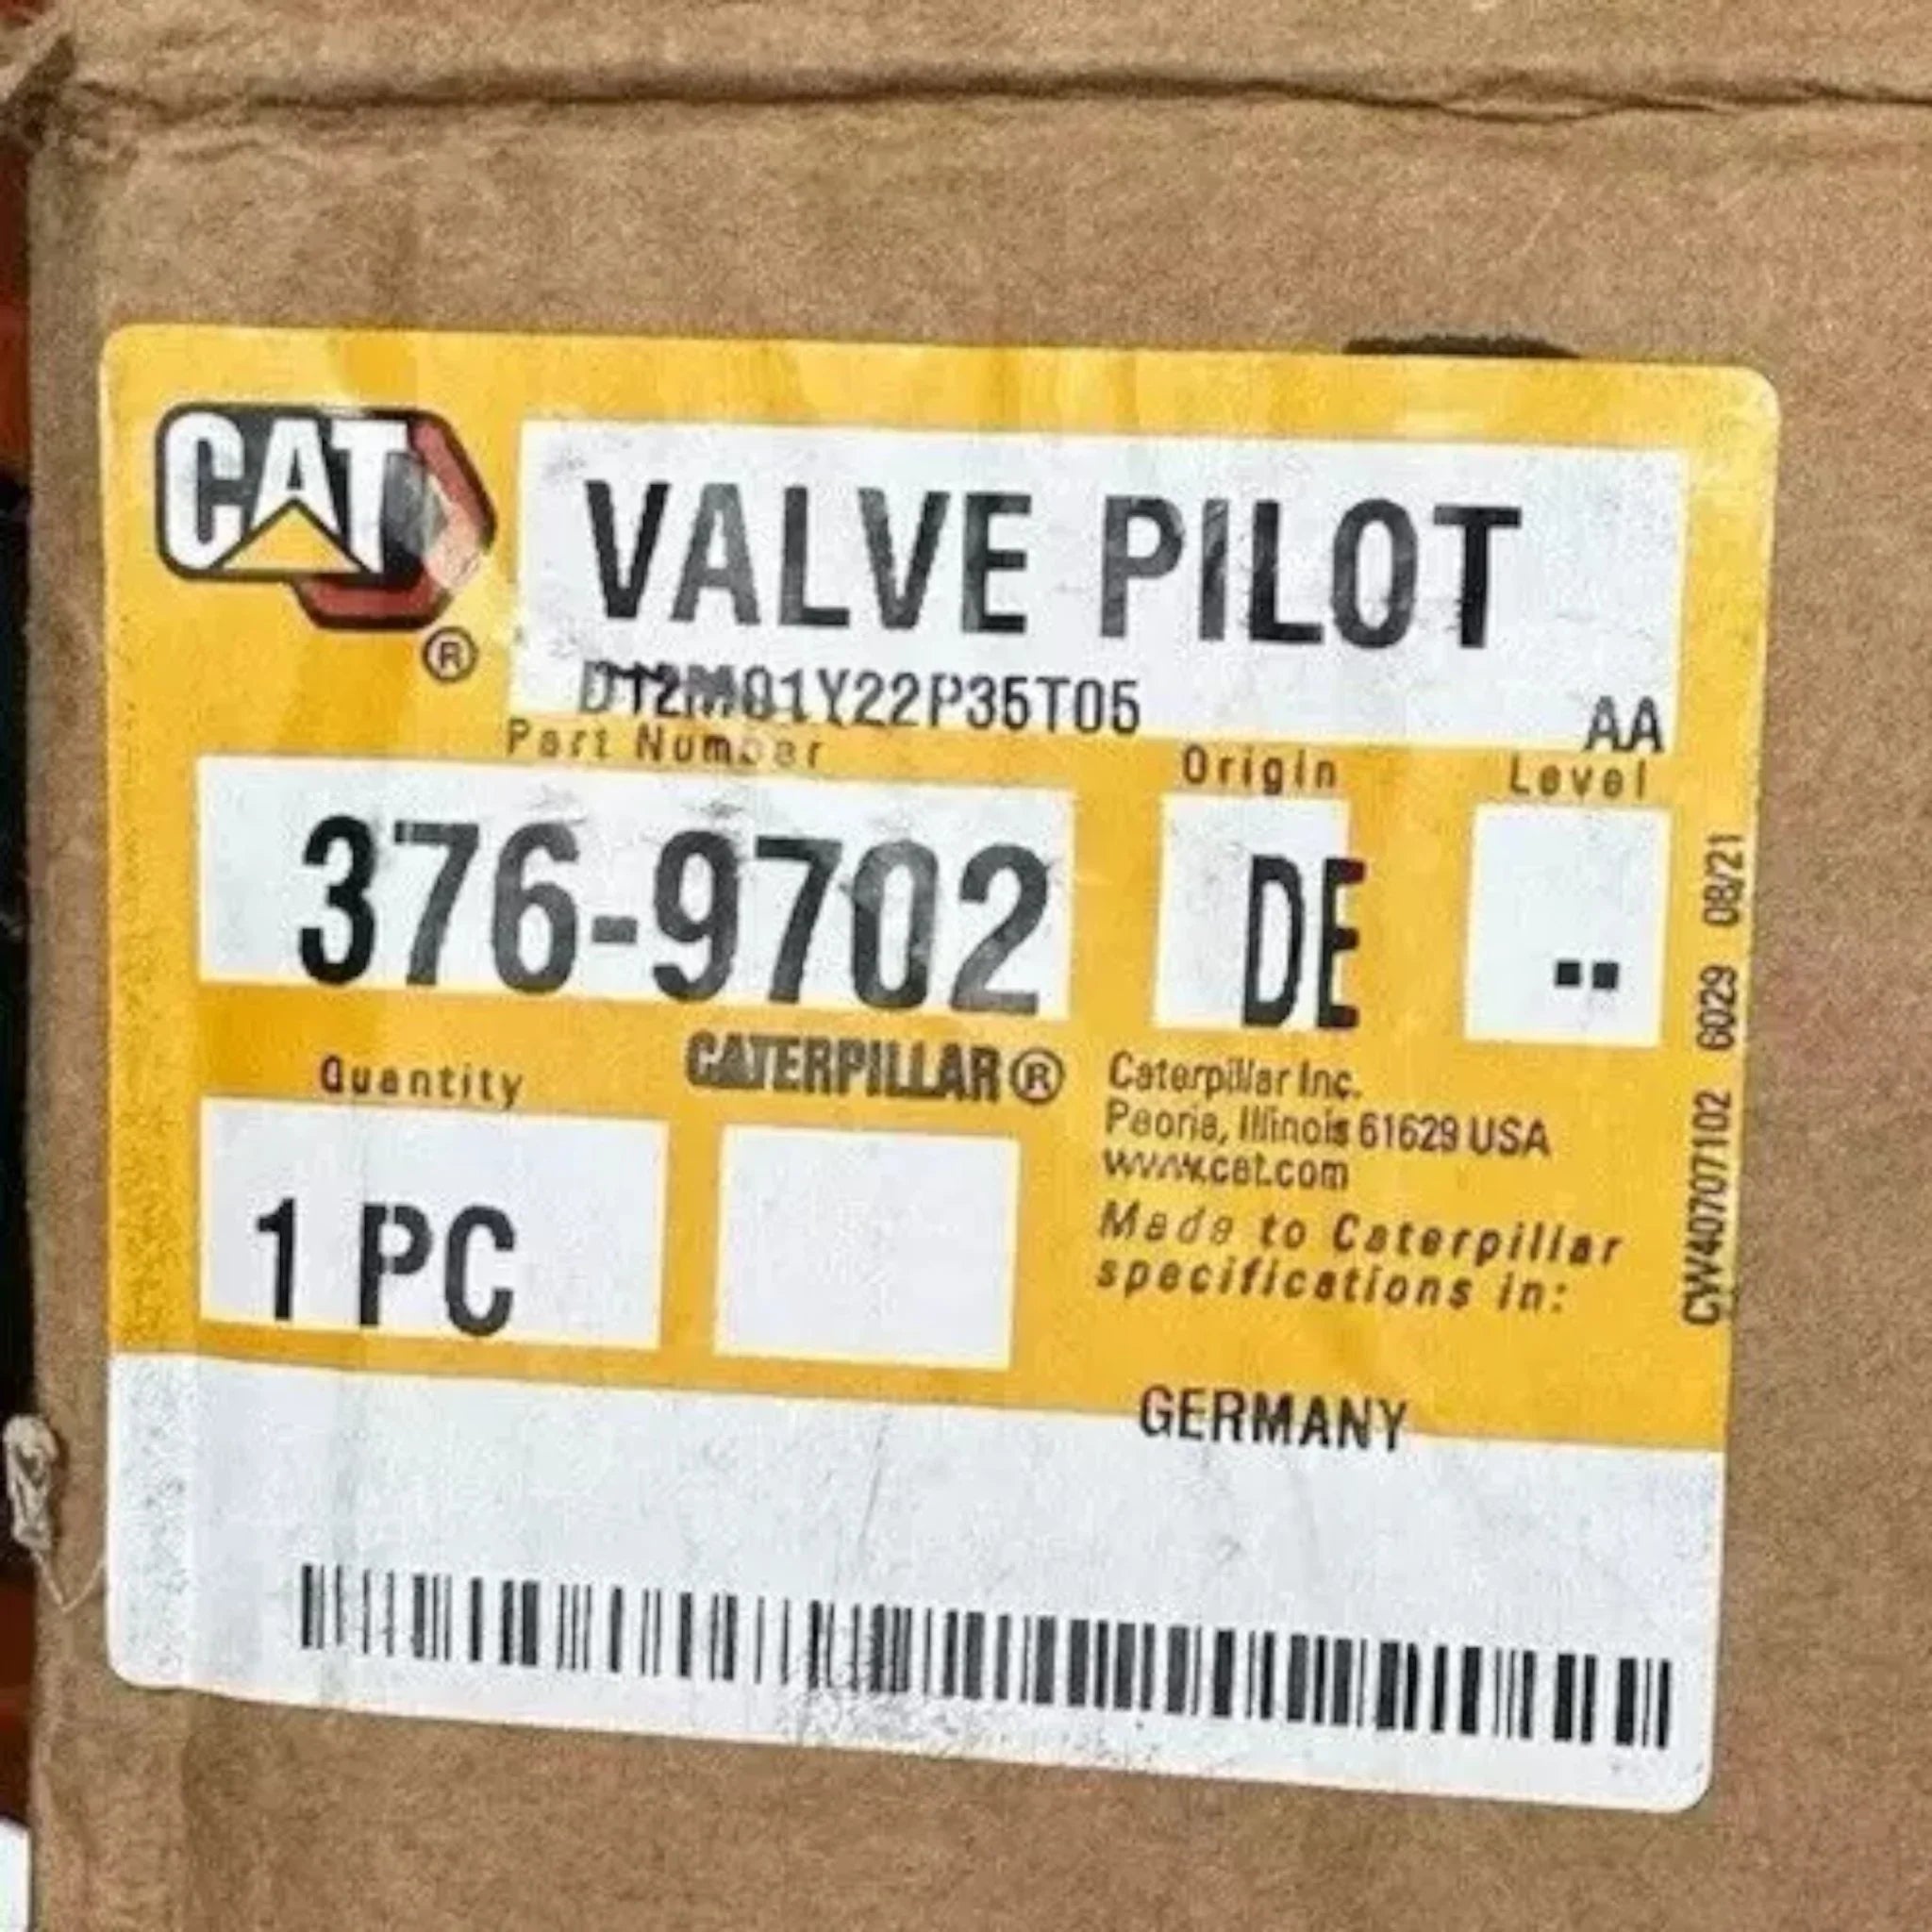 CAT
®
VALVE PILOT
D12M01Y22P35T05 AA
Part Number Origin Level
376-9702 DE --
Quantity CATERPILLAR®
1 PC
Caterpillar Inc.
Peoria, Illinois 61629 USA
www.cat.com
Made to Caterpillar
specifications in:
GERMANY
CW40707102 6029 08/21